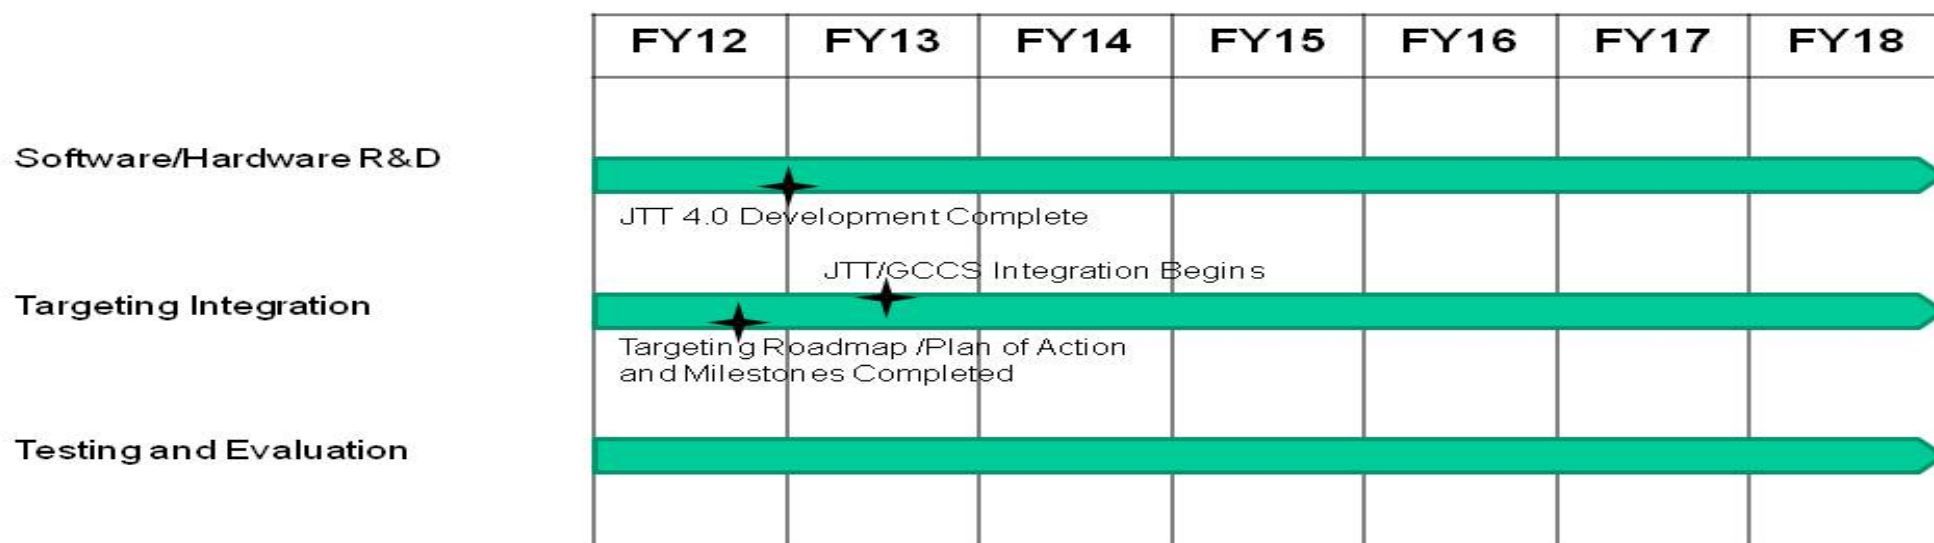 FY12 FY13 FY14 FY15 FY16 FY17 FY18
Software/Hardware R&D
JTT 4.0 Development Complete
JTT/GCCS Integration Begins
Targeting Integration
Targeting Roadmap /Plan of Action
and Milestones Completed
Testing and Evaluation